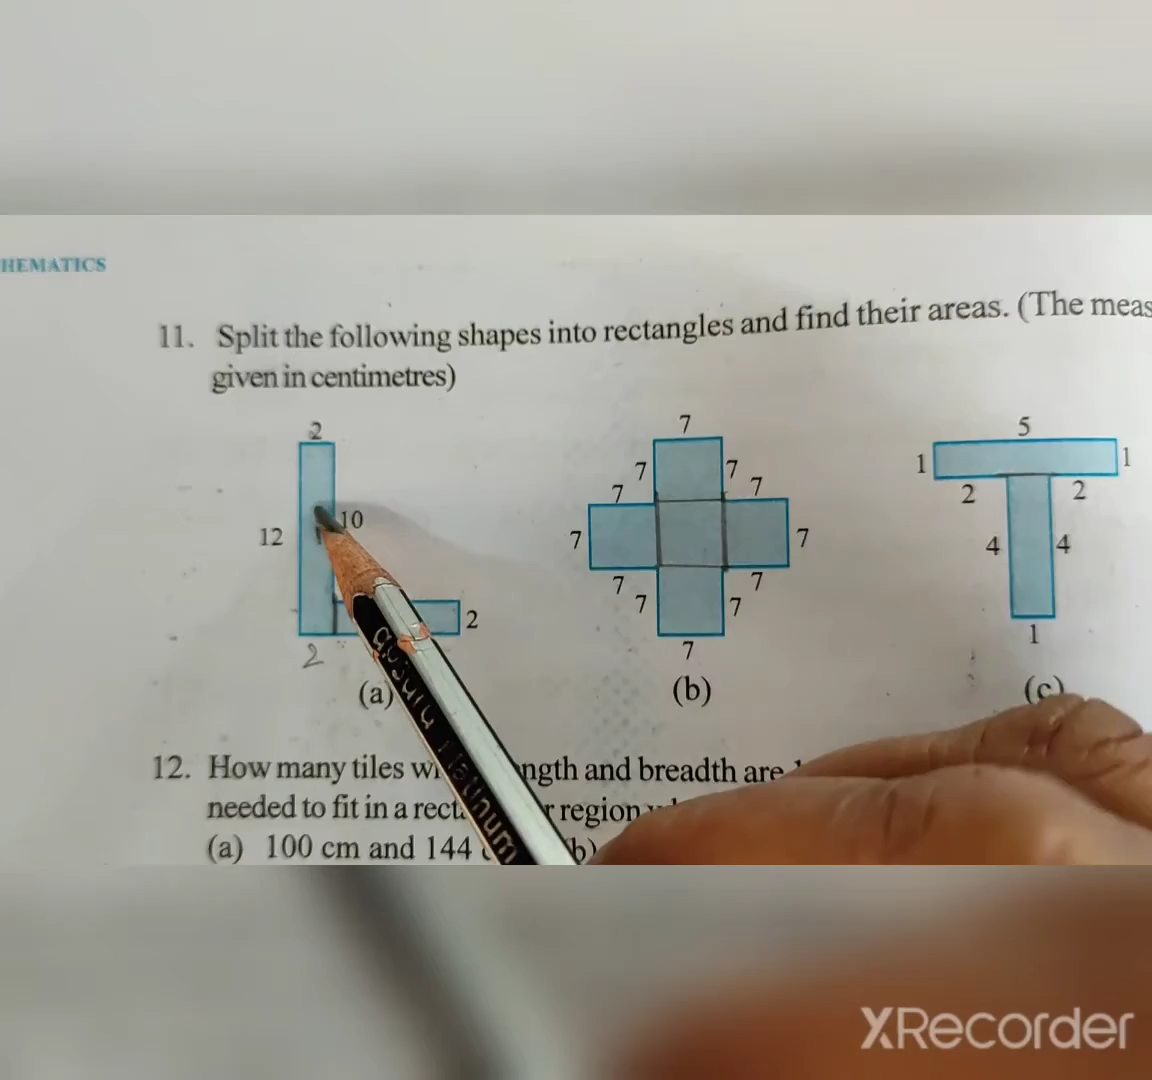 HEMATICS
11. Split the following shapes into rectangles and find their areas. (The meas
given in centimetres)
2
12
10
2
2
(a)
7
7
7
7
7
7
7
7
7
7
7
7
(b)
5
1
1
2
2
4
4
1
(c)
12. How many tiles ngth and breadth are
needed to fit in a rect r region
(a) 100 cm and 144 b)
Apsara Platinum
XRecorder